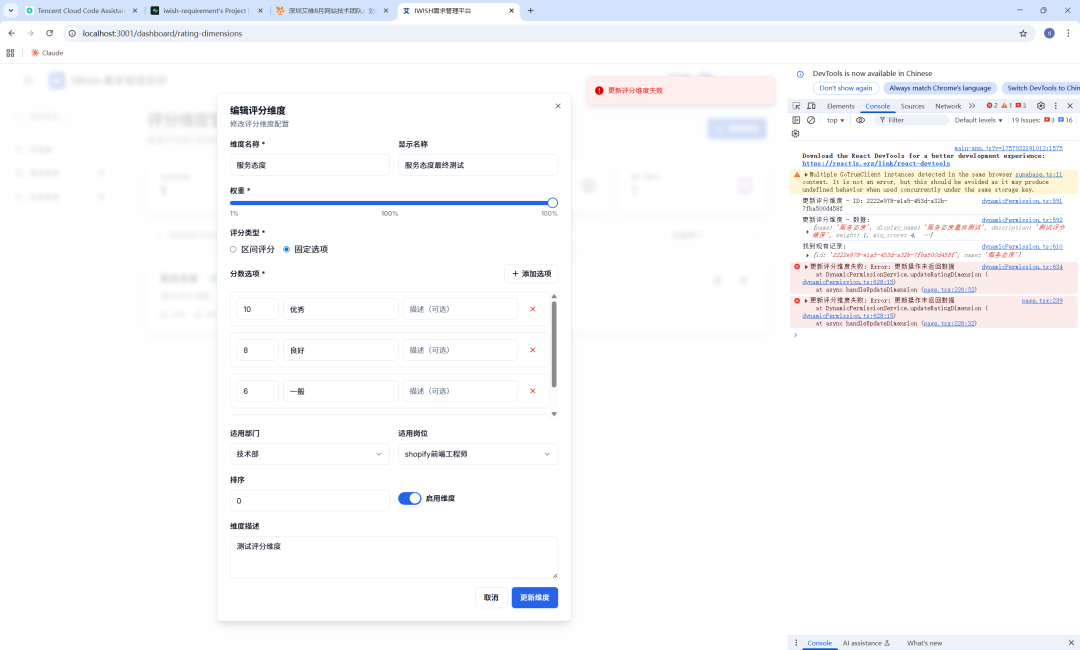 Tencent Cloud Code Assistan
iwish-requirement's Project |
IWISH需求管理平台
localhost:3001/dashboard/rating-dimensions
Claude
更新评分维度失败
编辑评分维度
修改评分维度配置
维度名称 *
显示名称
服务态度
服务态度最终测试
权重 *
1%
100%
100%
评分类型 *
区间评分
固定选项
分数选项 *
+ 添加选项
10
优秀
描述（可选）
8
良好
描述（可选）
6
一般
描述（可选）
适用部门
适用岗位
技术部
shopify前端工程师
排序
0
启用维度
维度描述
测试评分维度
取消
更新维度
DevTools is now available in Chinese
Don't show again
Always match Chrome's language
Switch DevTools to Chin
Elements
Console
Sources
Network
2
1
3
top
Filter
Default levels
19 Issues:
3
16
main-app.js?v=1757932191012:1575
Download the React DevTools for a better development experience:
https://reactjs.org/link/react-devtools
Multiple GoTrueClient instances detected in the same browser
supabase.ts:11
context. It is not an error, but this should be avoided as it may produce
undefined behavior when used concurrently under the same storage key.
更新评分维度 - ID: 2222e978-e1a5-453d-a32b-
dynamicPermission.ts:591
7fba500d458f
更新评分维度 - 数据:
dynamicPermission.ts:592
{name: '服务态度', display_name: '服务态度最终测试', description: '测试评分
维度', weight: 1, min_score: 4, …}
找到现有记录:
dynamicPermission.ts:610
{id: '2222e978-e1a5-453d-a32b-7fba500d458f', name: '服务态度'}
更新评分维度失败: Error: 更新操作未返回数据
dynamicPermission.ts:634
at DynamicPermissionService.updateRatingDimension (
dynamicPermission.ts:628:15)
at async handleUpdateDimension (page.tsx:226:32)
更新评分维度失败: Error: 更新操作未返回数据
page.tsx:239
at DynamicPermissionService.updateRatingDimension (
dynamicPermission.ts:628:15)
at async handleUpdateDimension (page.tsx:226:32)
Console
AI assistance
What's new